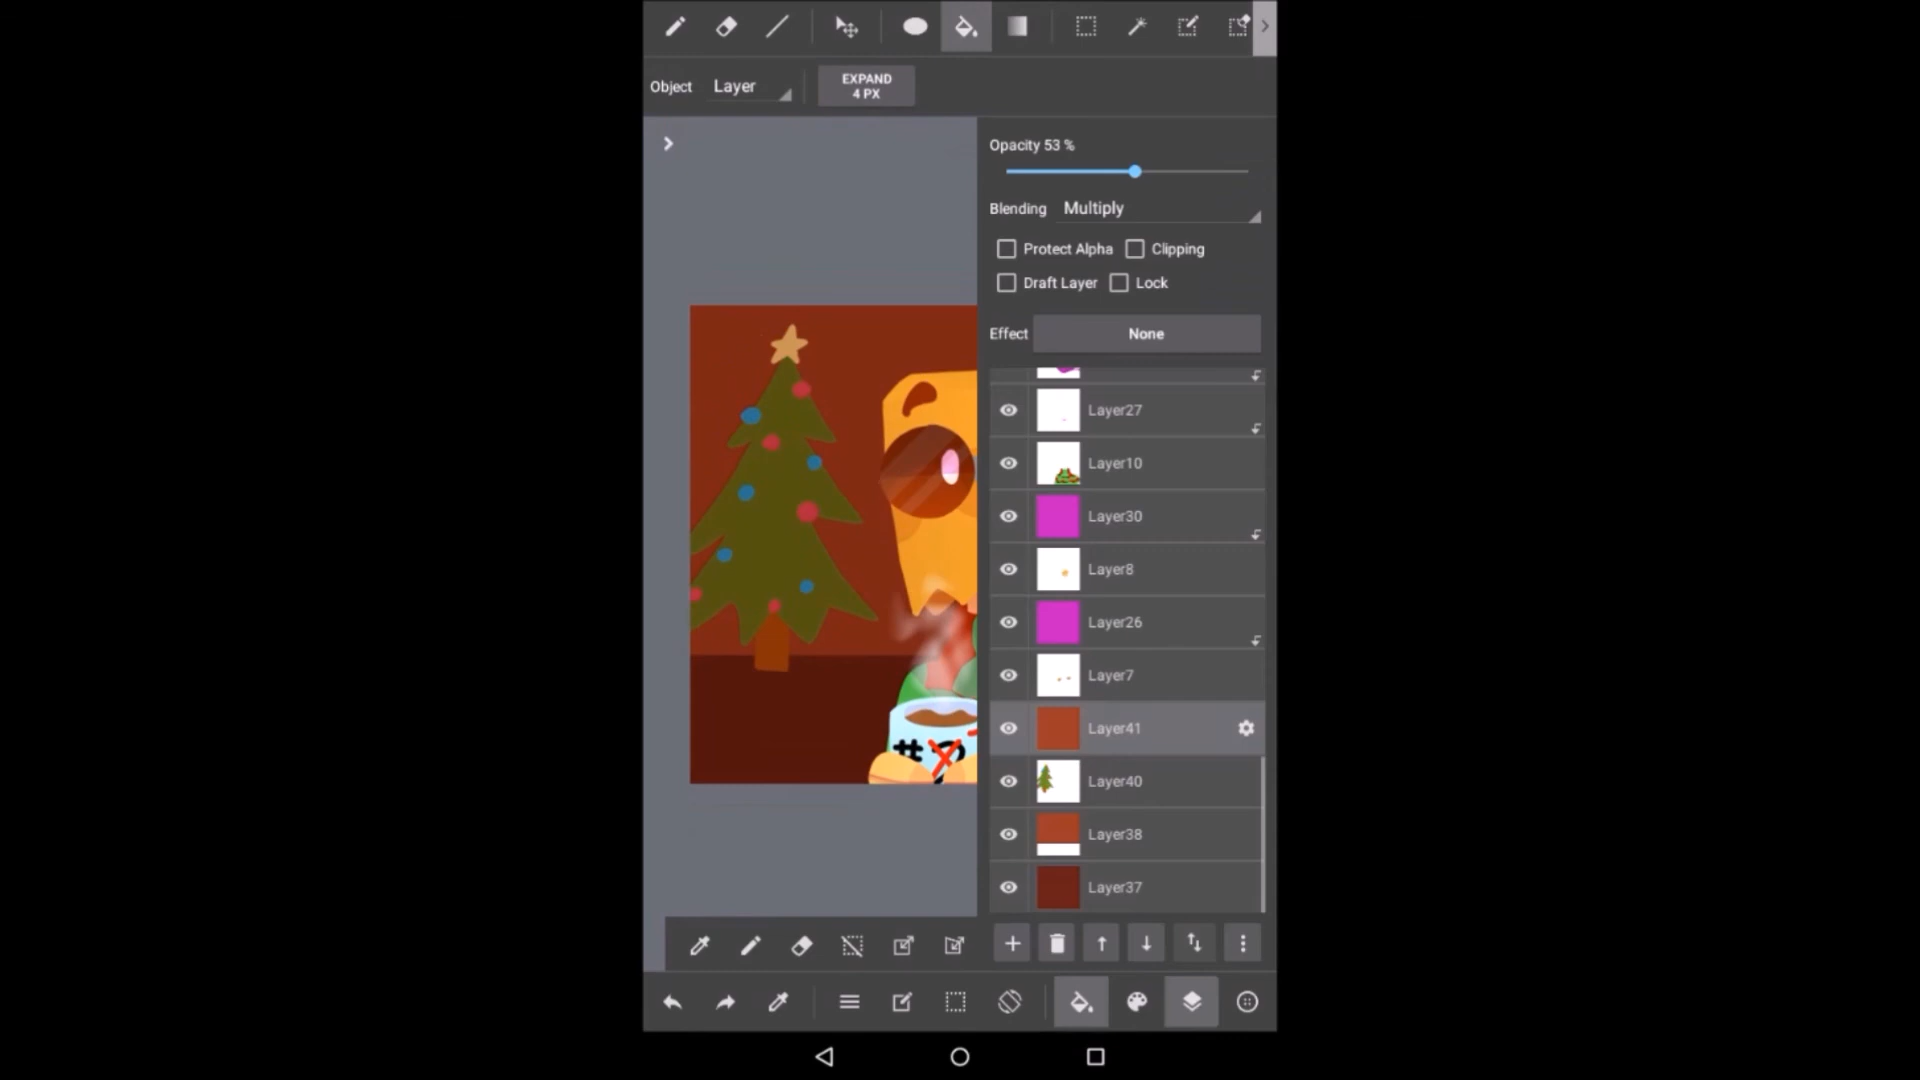 Object Layer
EXPAND
4 PX
Opacity 53 %
Blending Multiply
Protect Alpha Clipping
Draft Layer Lock
Effect None
Layer27
Layer10
Layer30
Layer8
Layer26
Layer7
Layer41
Layer40
Layer38
Layer37